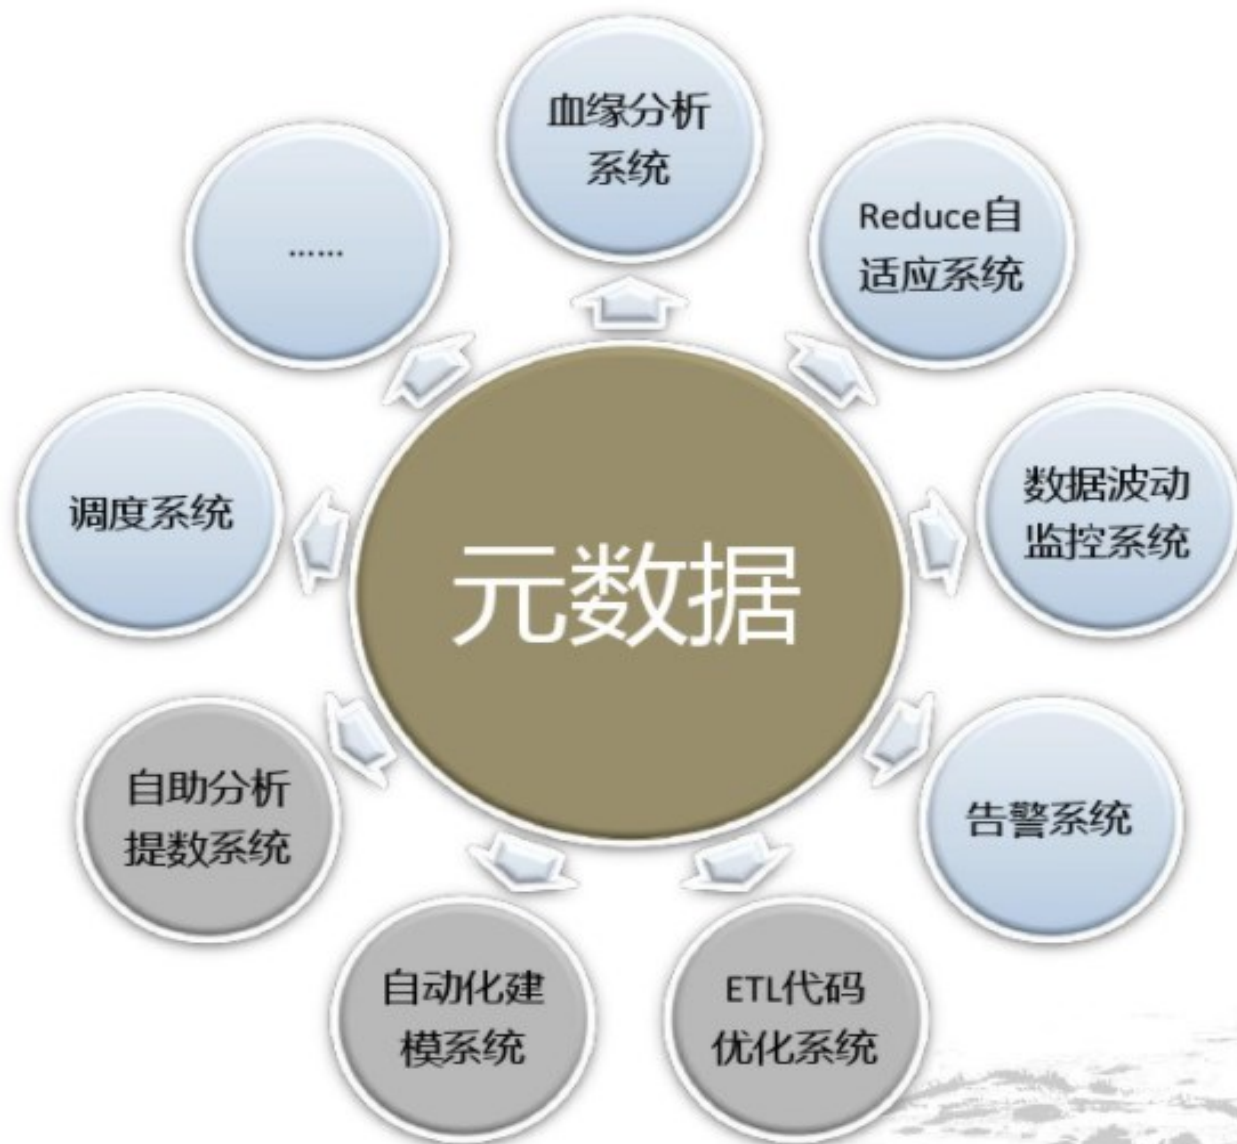 血缘分析
系统
Reduce自
适应系统
数据波动
监控系统
告警系统
ETL代码
优化系统
自动化建
模系统
自助分析
提数系统
调度系统
……
元数据